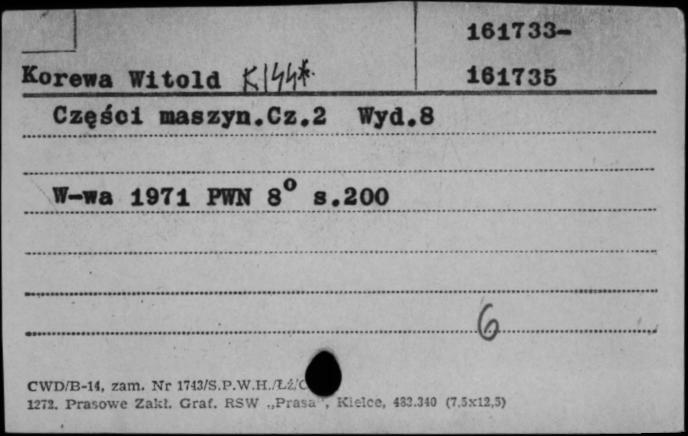 161733-
Korewa Witold K144* 161735
Części maszyn.Cz.2 Wyd.8
W-wa 1971 PWN 8° s.200
6
CWD/B-14, zam. Nr 1743/S.P.W.H./Łź/
1272. Prasowe Zakł. Graf. RSW „Prasa", Kielce, 483.340 (7,5x12,5)